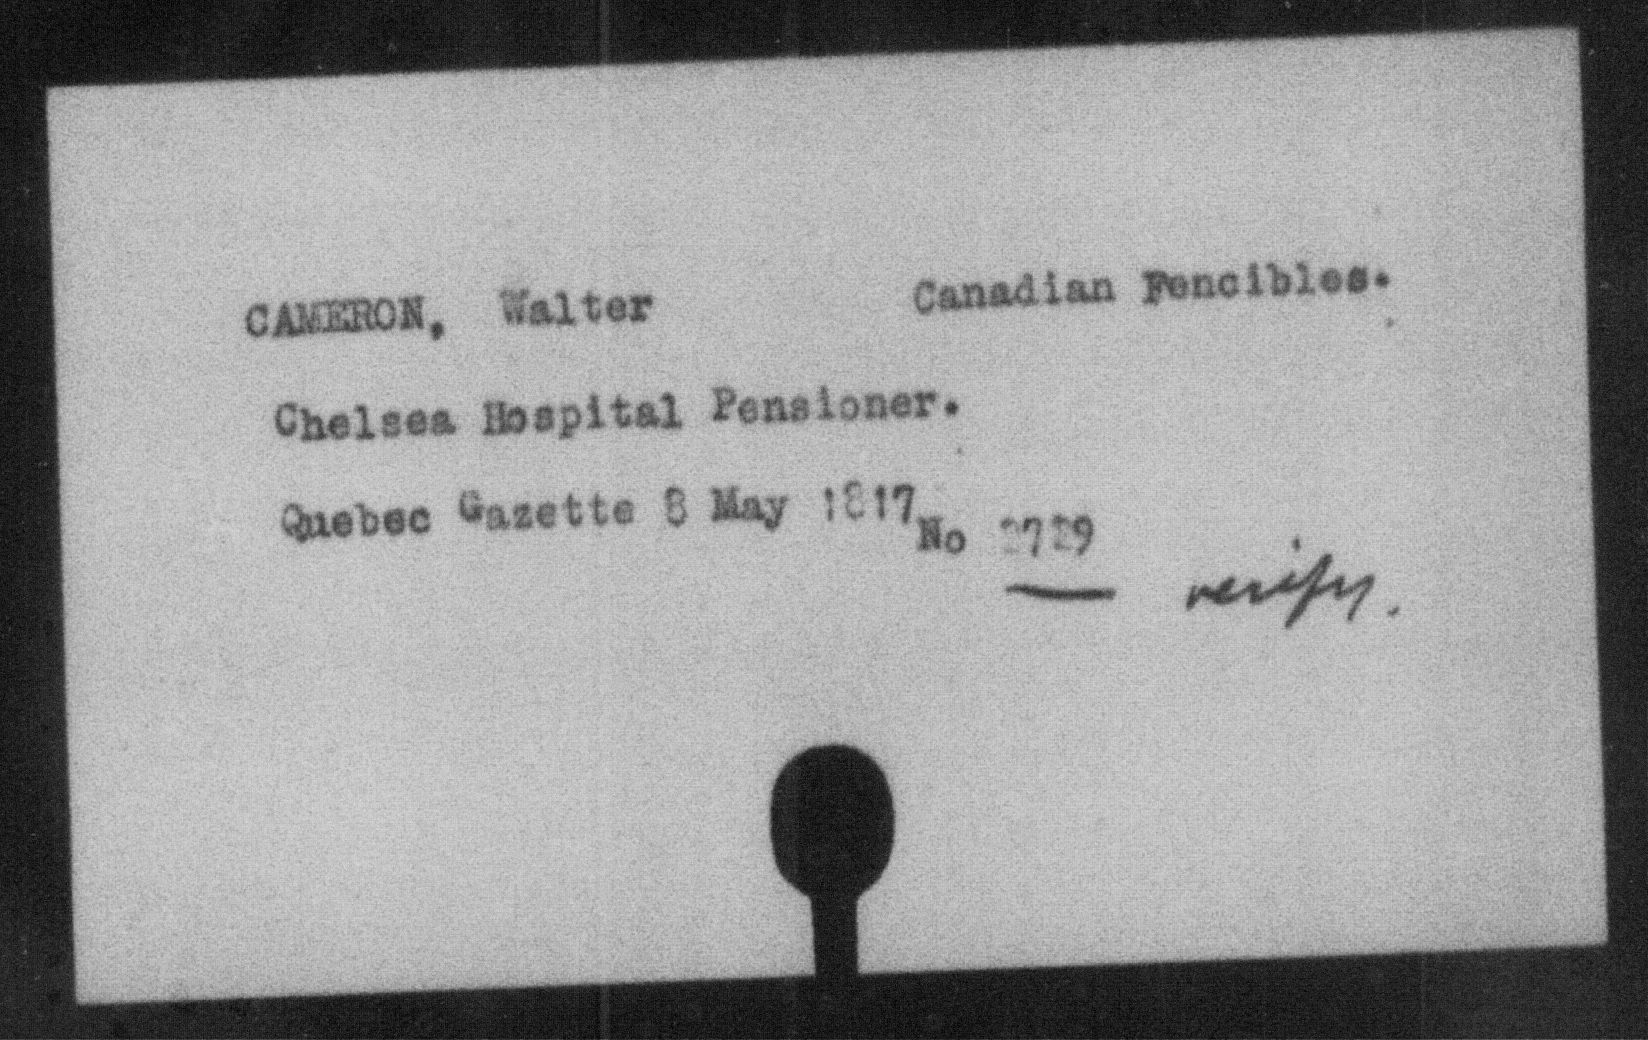 CAMERON, Walter Canadian Fencibles.
Chelsea Hospital Pensioner.
Quebec Gazette 8 May 1817 No 2729
verify.